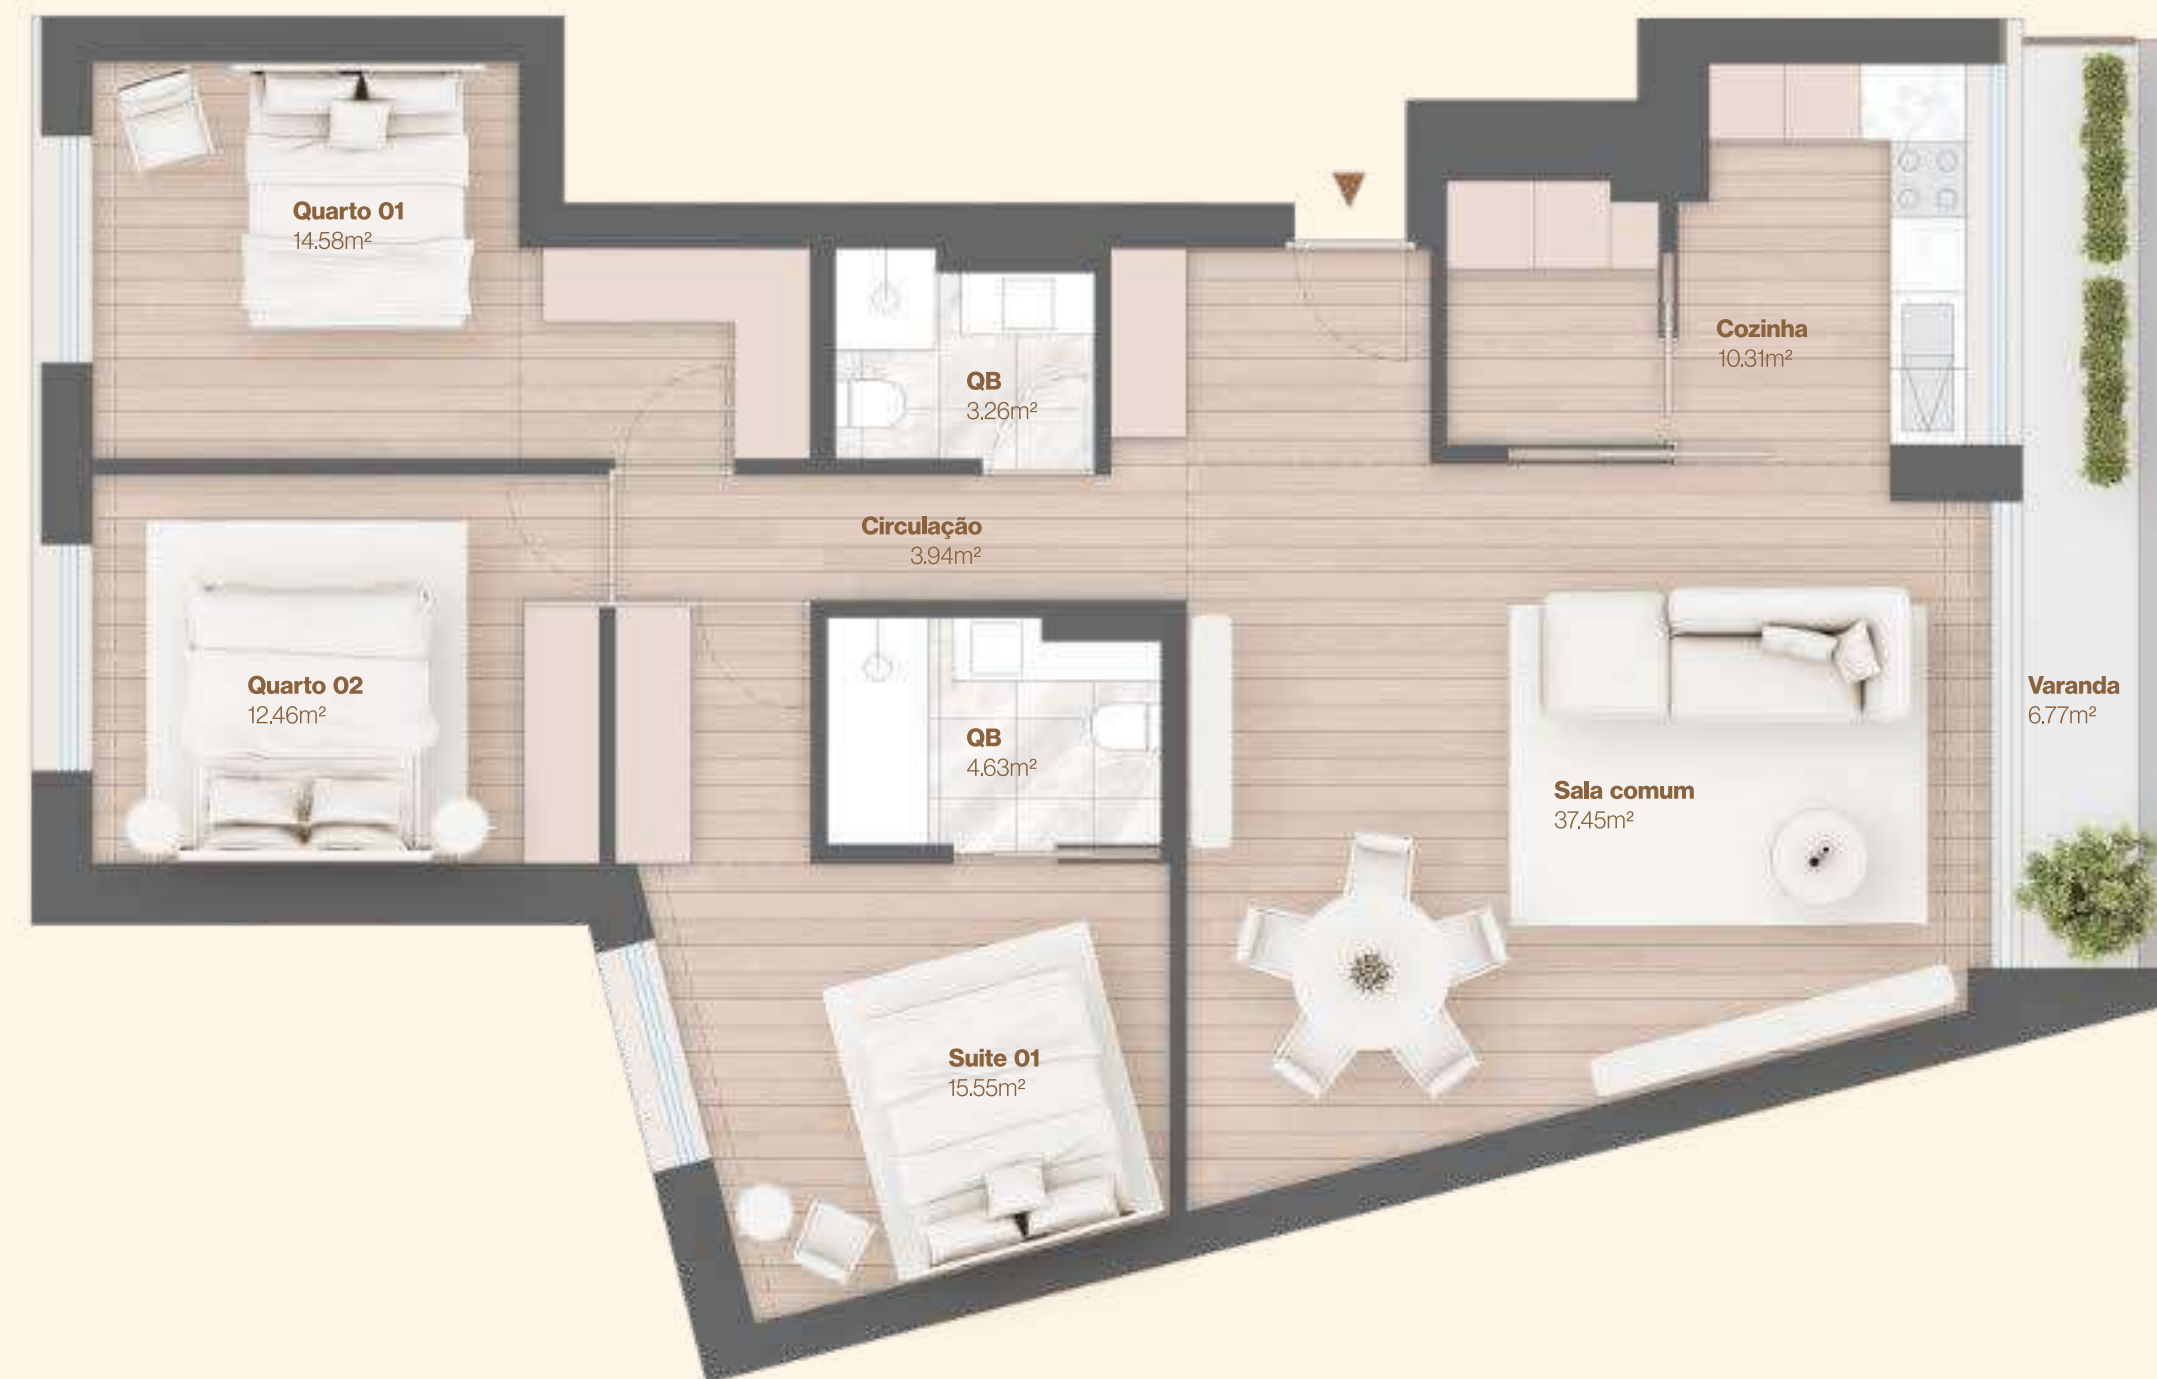 Quarto 01
14.58m²
QB
3.26m²
Cozinha
10.31m²
Circulação
3.94m²
Quarto 02
12.46m²
QB
4.63m²
Sala comum
37.45m²
Varanda
6.77m²
Suite 01
15.55m²